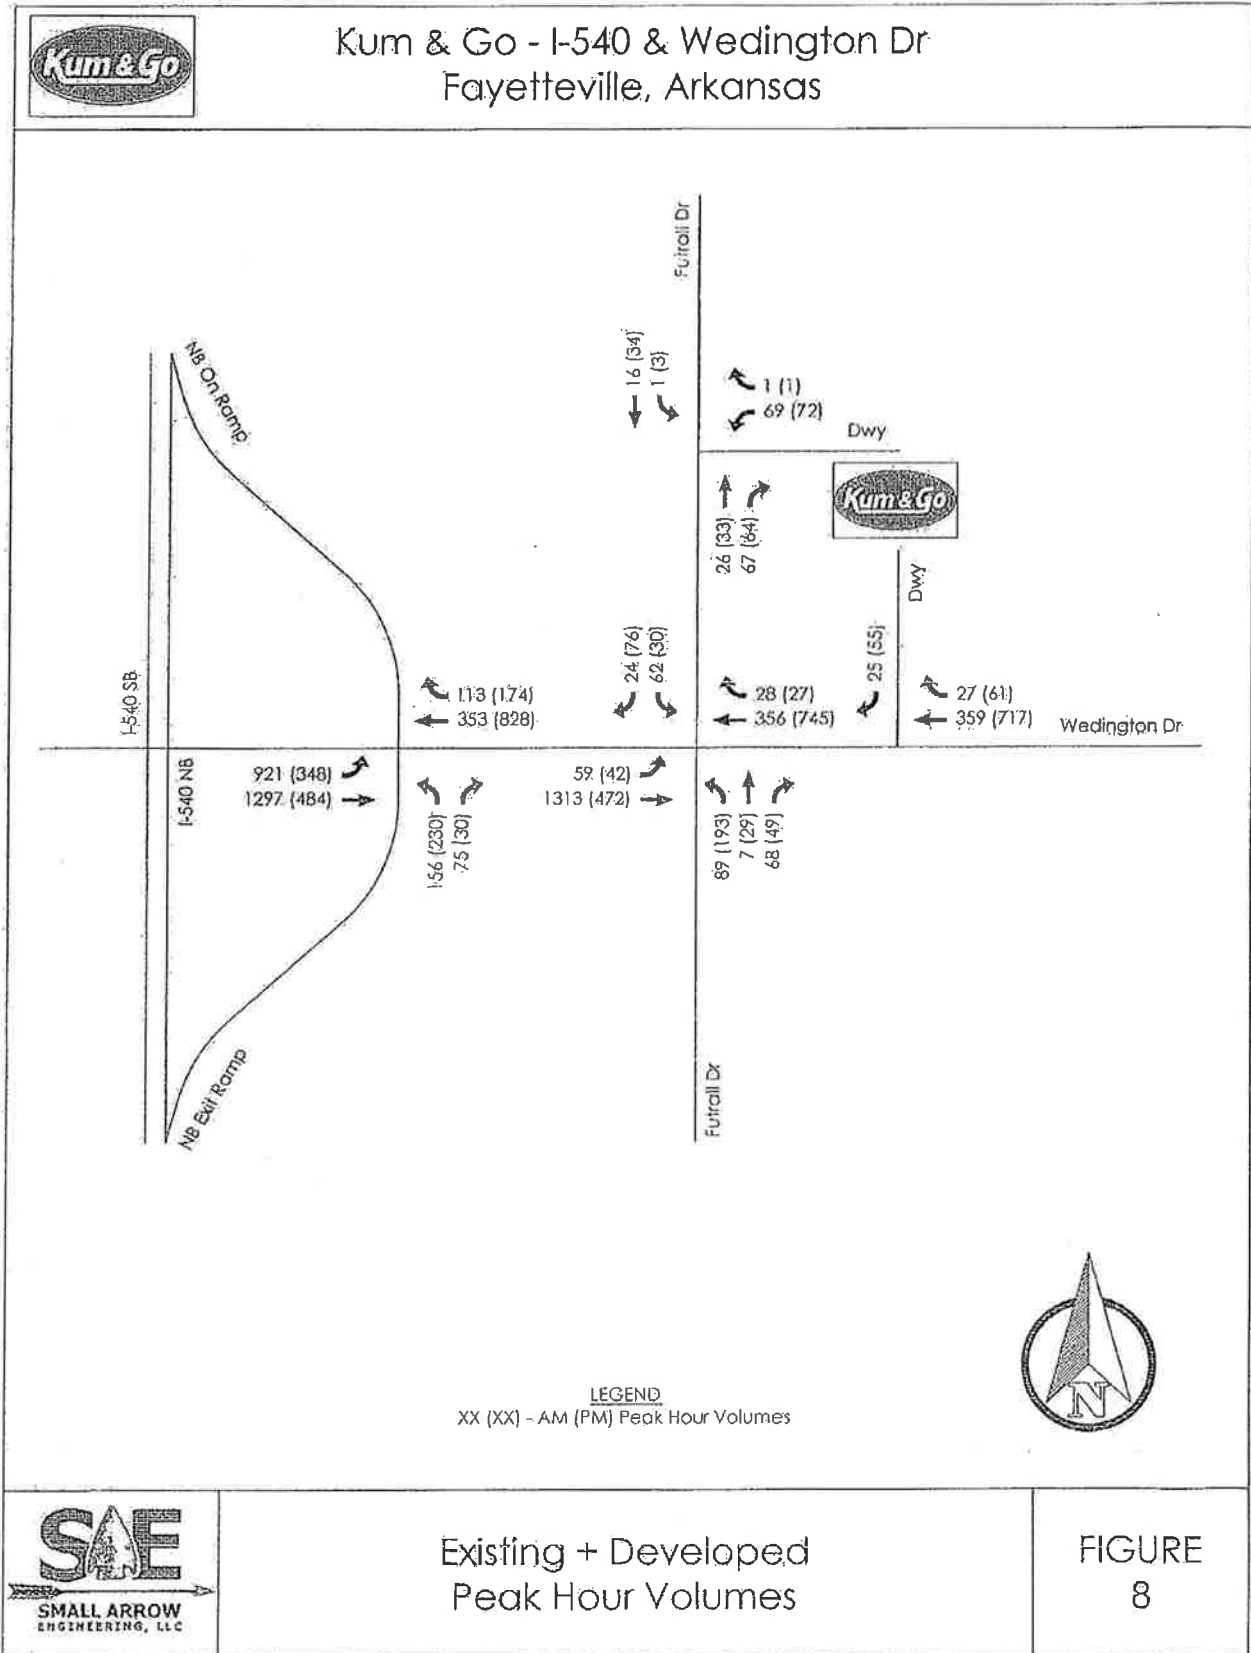 Kum & Go
Kum & Go - I-540 & Wedington Dr
Fayetteville, Arkansas
Futrall Dr
16 (34)
1 (3)
NB On Ramp
1 (1)
69 (72)
Dwy
Kum & Go
26 (33)
67 (64)
Dwy
24 (76)
62 (30)
25 (55)
I-540 SB
113 (174)
353 (828)
28 (27)
356 (745)
27 (61)
359 (717)
Wedington Dr
I-540 NB
921 (348)
1297 (484)
59 (42)
1313 (472)
156 (230)
75 (30)
89 (193)
7 (29)
68 (49)
NB Exit Ramp
Futrall Dr
N
LEGEND
XX (XX) - AM (PM) Peak Hour Volumes
SAE
SMALL ARROW
ENGINEERING, LLC
Existing + Developed
Peak Hour Volumes
FIGURE
8